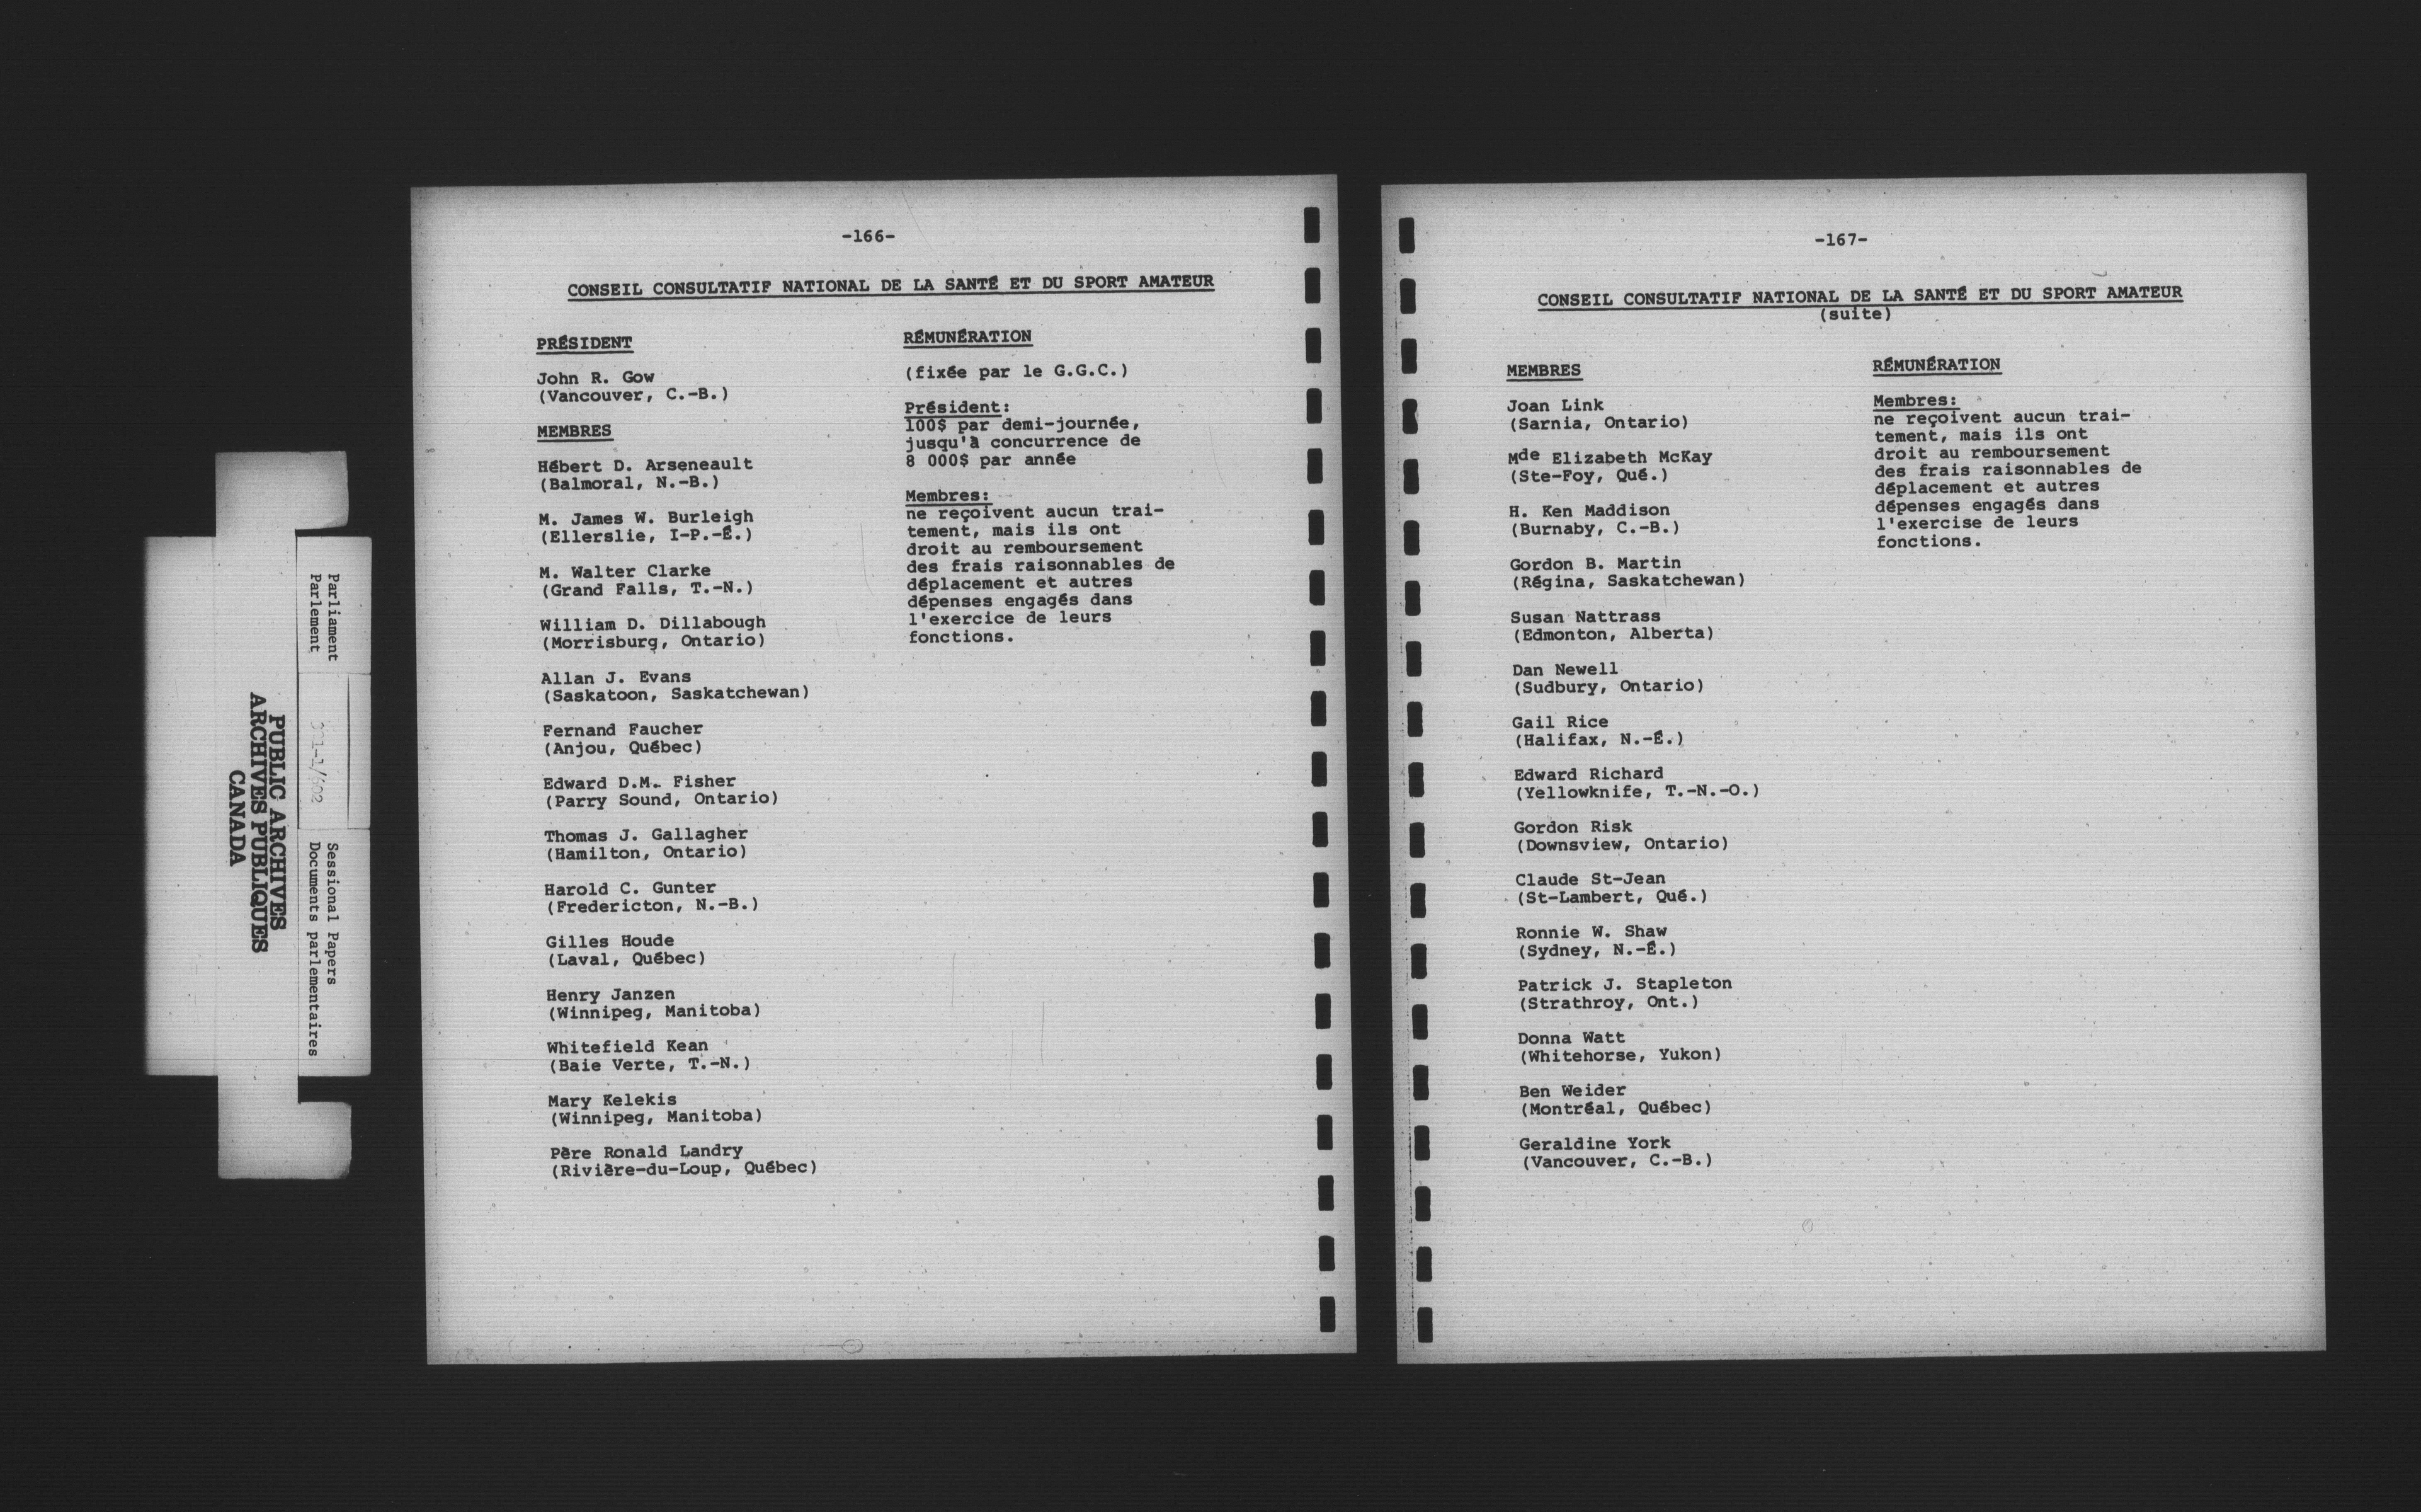 Parliament
Parlement
Sessional Papers
Documents parlementaires
PUBLIC ARCHIVES
ARCHIVES PUBLIQUES
CANADA
-166-
CONSEIL CONSULTATIF NATIONAL DE LA SANTÉ ET DU SPORT AMATEUR
PRÉSIDENT
John R. Gow
(Vancouver, C.-B.)
MEMBRES
Hébert D. Arseneault
(Balmoral, N.-B.)
M. James W. Burleigh
(Ellerslie, I-P.-É.)
M. Walter Clarke
(Grand Falls, T.-N.)
William D. Dillabough
(Morrisburg, Ontario)
Allan J. Evans
(Saskatoon, Saskatchewan)
Fernand Faucher
(Anjou, Québec)
Edward D.M. Fisher
(Parry Sound, Ontario)
Thomas J. Gallagher
(Hamilton, Ontario)
Harold C. Gunter
(Fredericton, N.-B.)
Gilles Houde
(Laval, Québec)
Henry Janzen
(Winnipeg, Manitoba)
Whitefield Kean
(Baie Verte, T.-N.)
Mary Kelekis
(Winnipeg, Manitoba)
Père Ronald Landry
(Rivière-du-Loup, Québec)
RÉMUNÉRATION
(fixée par le G.G.C.)
Président:
100$ par demi-journée,
jusqu'à concurrence de
8 000$ par année
Membres:
ne reçoivent aucun trai-
tement, mais ils ont
droit au remboursement
des frais raisonnables de
déplacement et autres
dépenses engagés dans
l'exercice de leurs
fonctions.
-167-
CONSEIL CONSULTATIF NATIONAL DE LA SANTÉ ET DU SPORT AMATEUR
(suite)
MEMBRES
Joan Link
(Sarnia, Ontario)
Mde Elizabeth McKay
(Ste-Foy, Qué.)
H. Ken Maddison
(Burnaby, C.-B.)
Gordon B. Martin
(Régina, Saskatchewan)
Susan Nattrass
(Edmonton, Alberta)
Dan Newell
(Sudbury, Ontario)
Gail Rice
(Halifax, N.-É.)
Edward Richard
(Yellowknife, T.-N.-O.)
Gordon Risk
(Downsview, Ontario)
Claude St-Jean
(St-Lambert, Qué.)
Ronnie W. Shaw
(Sydney, N.-É.)
Patrick J. Stapleton
(Strathroy, Ont.)
Donna Watt
(Whitehorse, Yukon)
Ben Weider
(Montréal, Québec)
Geraldine York
(Vancouver, C.-B.)
RÉMUNÉRATION
Membres:
ne reçoivent aucun trai-
tement, mais ils ont
droit au remboursement
des frais raisonnables de
déplacement et autres
dépenses engagés dans
l'exercise de leurs
fonctions.